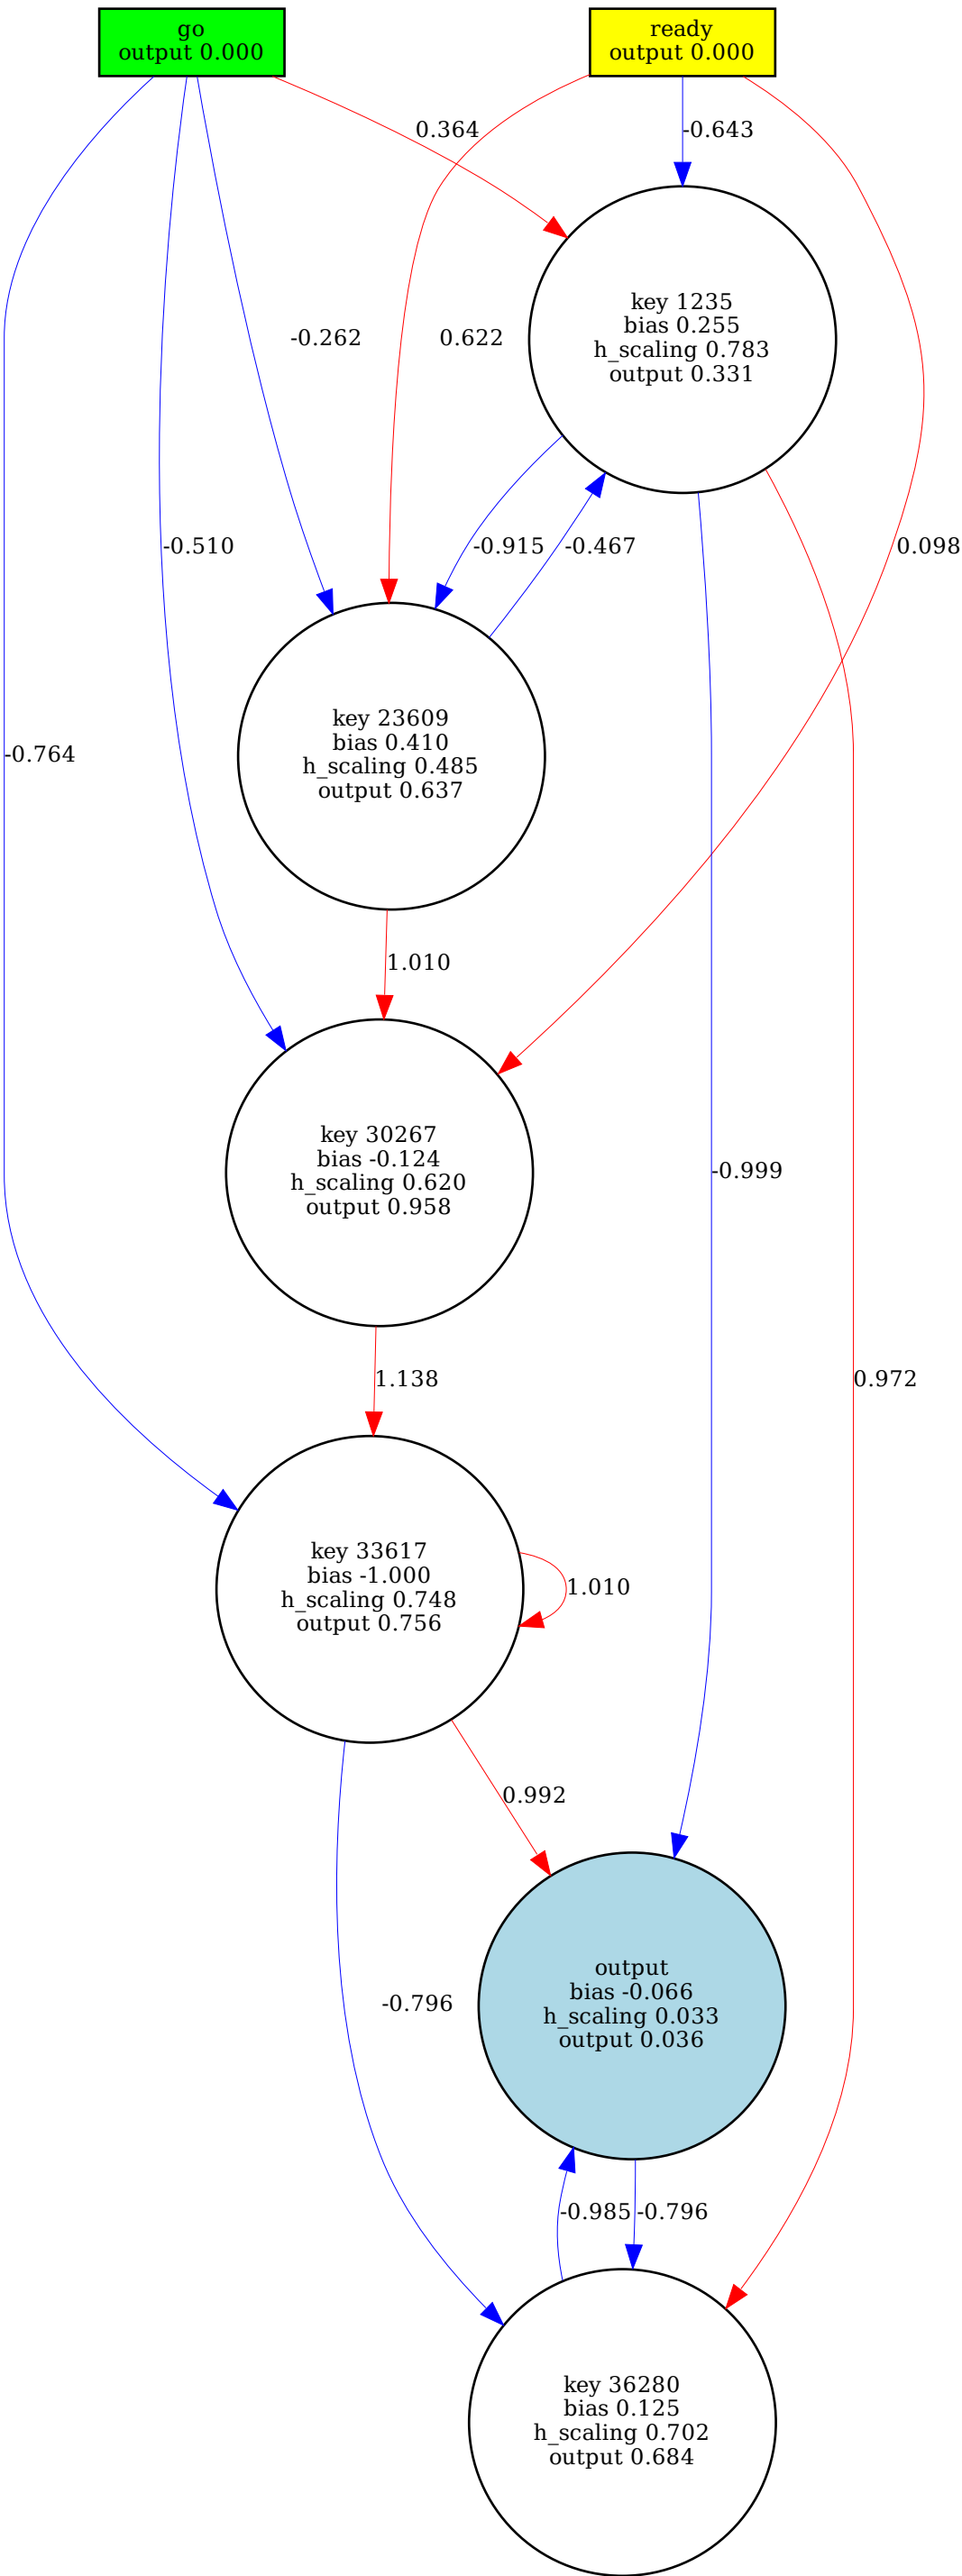 go
output 0.000
ready
output 0.000
0.364
-0.643
key 1235
bias 0.255
h_scaling 0.783
output 0.331
-0.262
0.622
-0.510
-0.915
-0.467
0.098
key 23609
bias 0.410
h_scaling 0.485
output 0.637
-0.764
1.010
key 30267
bias -0.124
h_scaling 0.620
output 0.958
-0.999
1.138
0.972
key 33617
bias -1.000
h_scaling 0.748
output 0.756
1.010
0.992
output
bias -0.066
h_scaling 0.033
output 0.036
-0.796
-0.985
-0.796
key 36280
bias 0.125
h_scaling 0.702
output 0.684